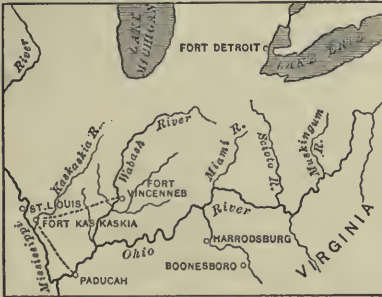 LAKE MICHIGAN
FORT DETROIT
LAKE ERIE
River
Kaskaskia R.
Wabash River
Miami R.
Scioto R.
Muskingum R.
FORT VINCENNEB
ST. LOUIS
FORT KASKASKIA
Mississippi
Ohio River
HARRODSBURG
BOONESBORO
PADUCAH
VIRGINIA